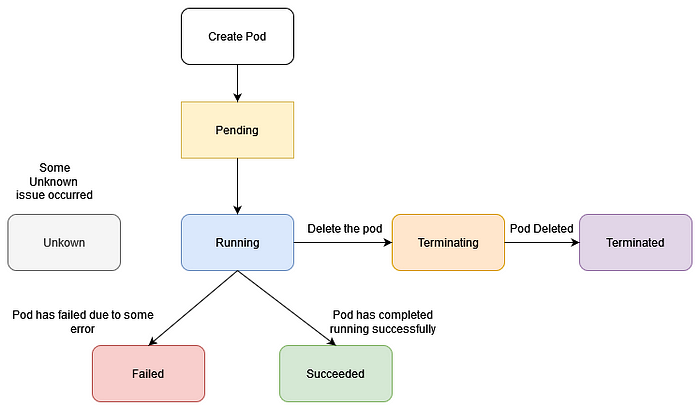 Create Pod
Pending
Some
Unknown
issue occurred
Unkown
Running
Delete the pod
Terminating
Pod Deleted
Terminated
Pod has failed due to some
error
Pod has completed
running successfully
Failed
Succeeded